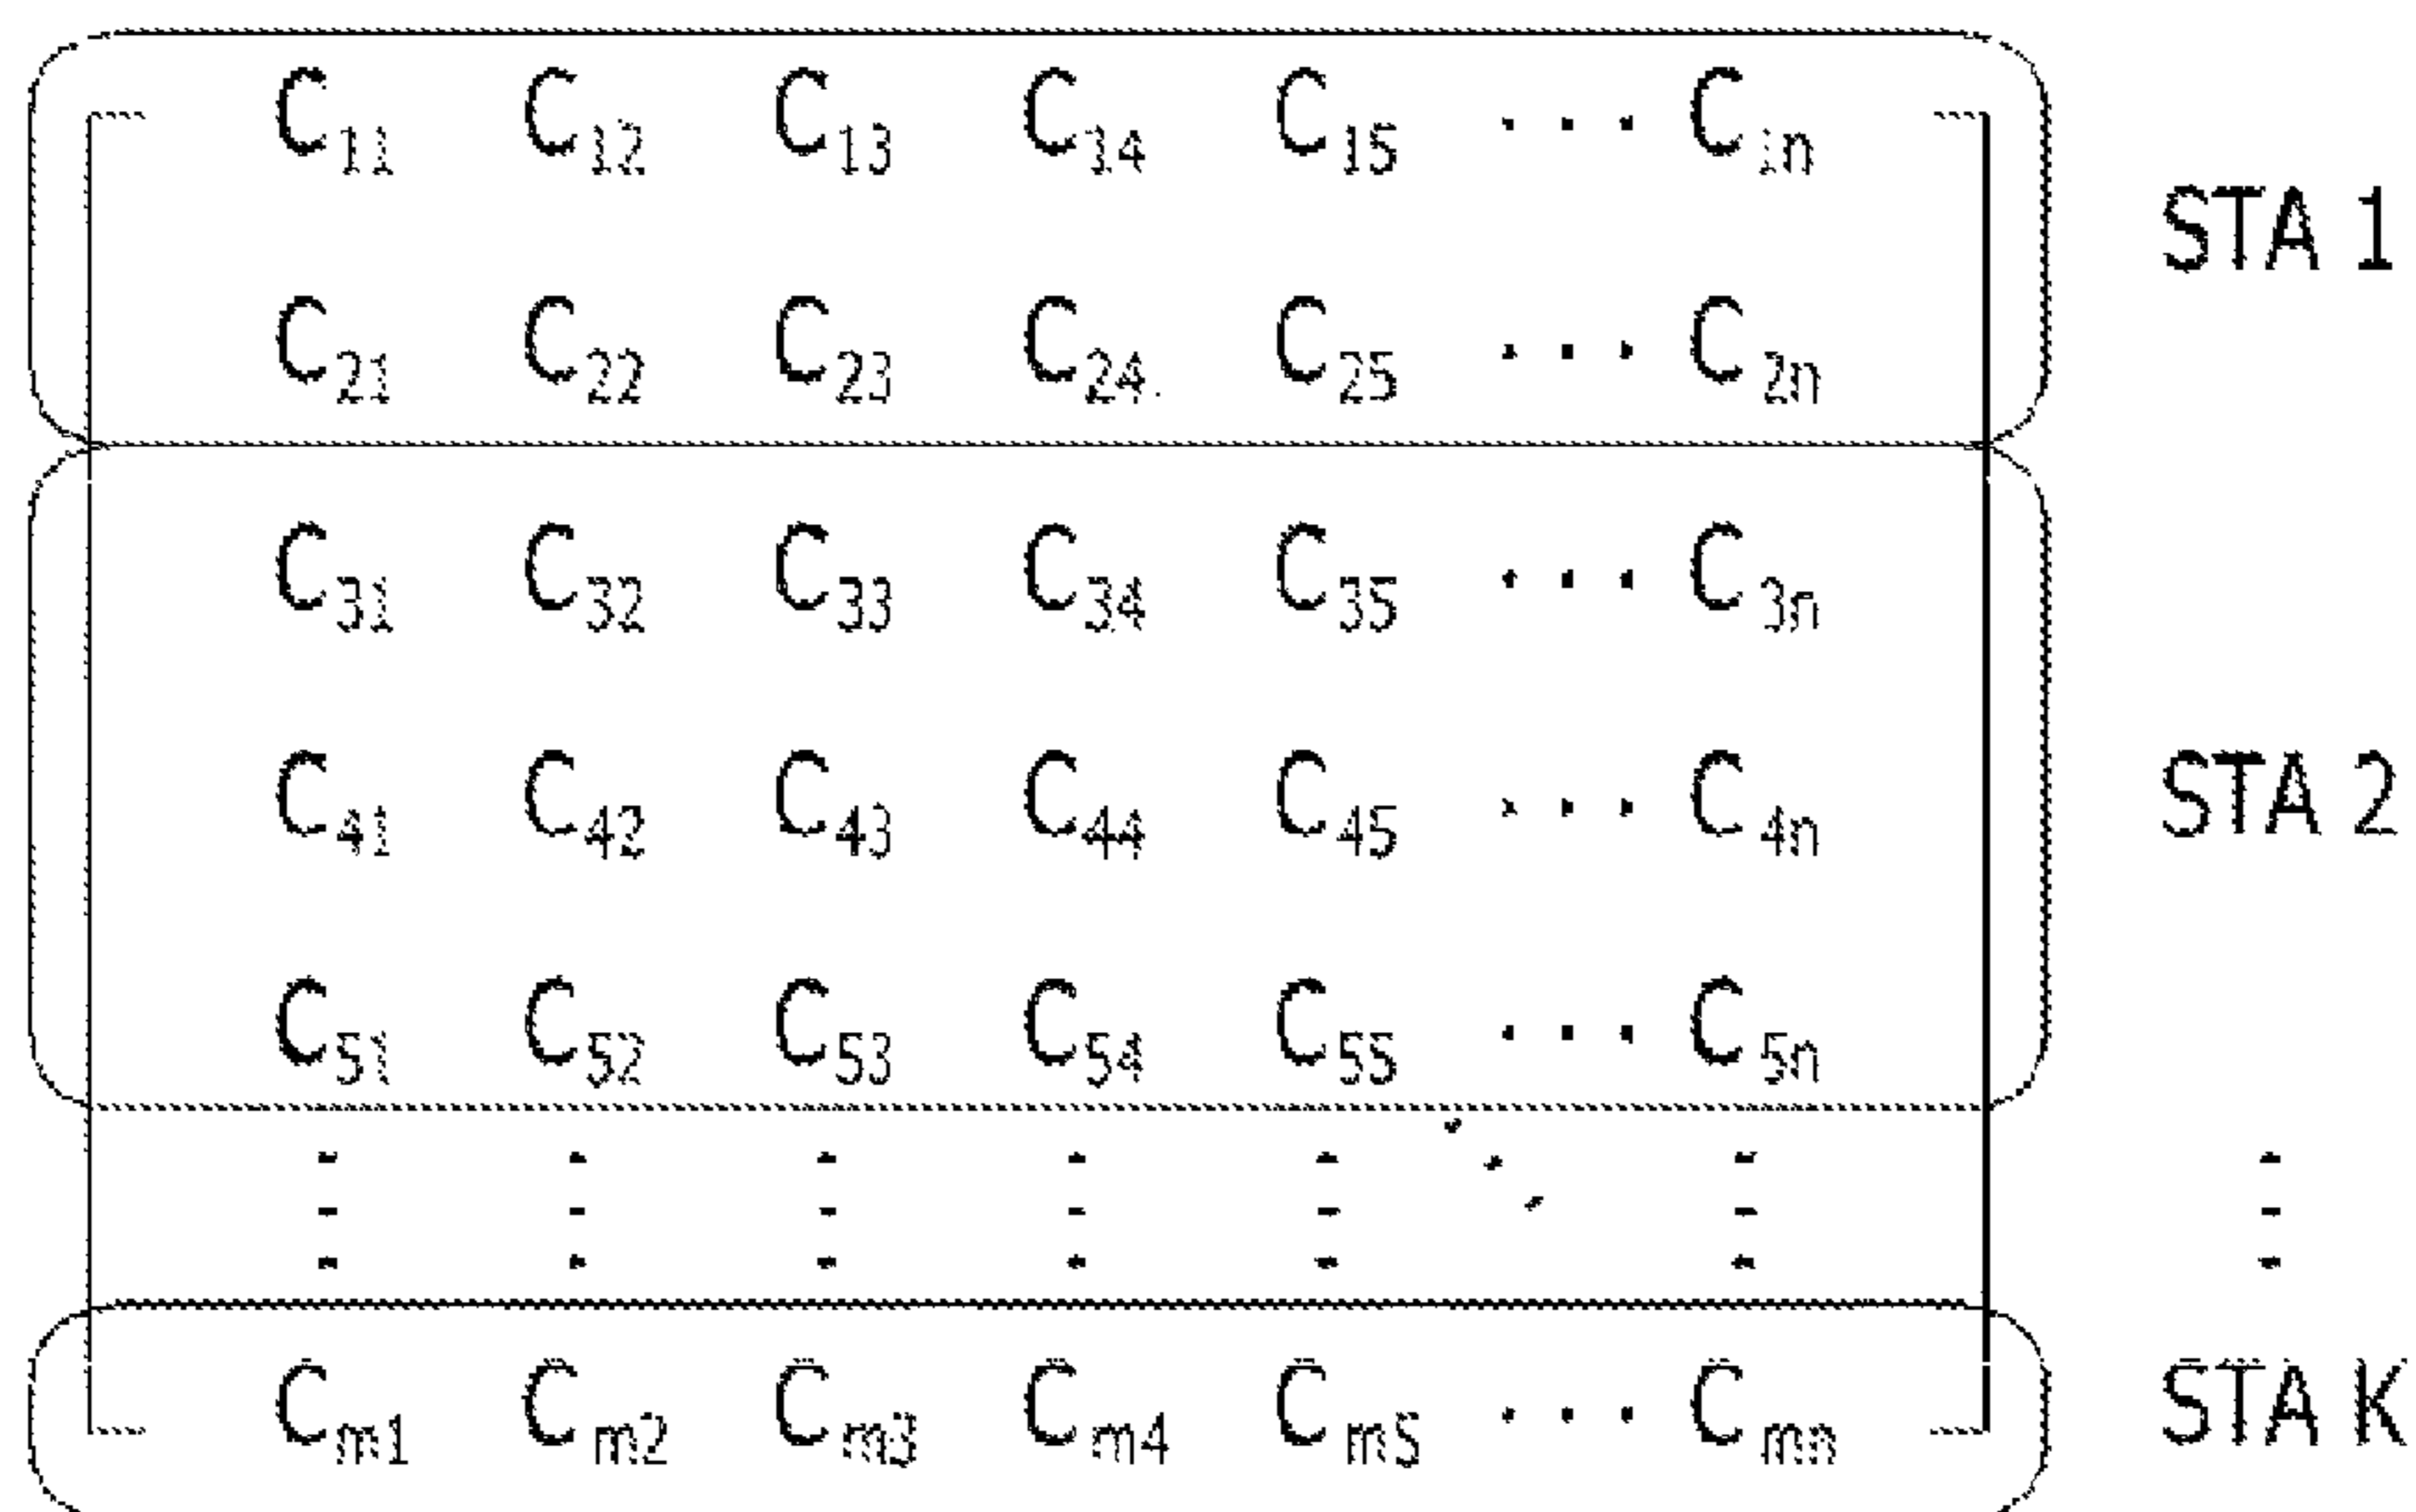 C11 C12 C13 C14 C15 ... C1n
STA 1
C21 C22 C23 C24 C25 ... C2n
C31 C32 C33 C34 C35 ... C3n
C41 C42 C43 C44 C45 ... C4n
STA 2
C51 C52 C53 C54 C55 ... C5n
Cm1 Cm2 Cm3 Cm4 Cm5 ... Cmn
STA K